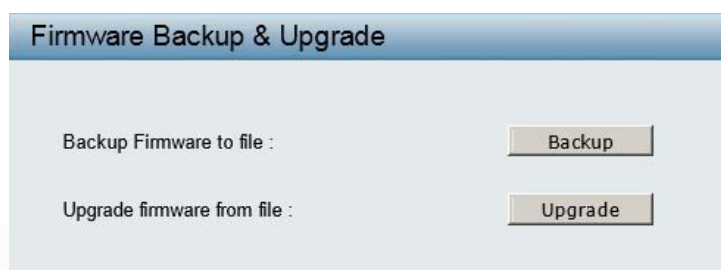 Firmware Backup & Upgrade
Backup Firmware to file : Backup
Upgrade firmware from file : Upgrade